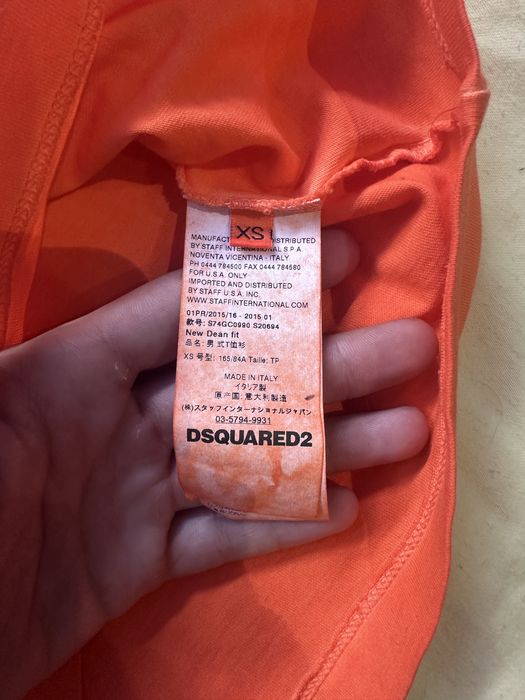 XS
MANUFACT DISTRIBUTED
BY STAFF INTERNATIONAL S.P.A.
NOVENTA VICENTINA - ITALY
PH 0444 784500 FAX 0444 784580
FOR U.S.A. ONLY
IMPORTED AND DISTRIBUTED
BY STAFF U.S.A. INC.
WWW.STAFFINTERNATIONAL.COM
01PR/2015/16 - 2015 01
款号: S74GC0990 S20694
New Dean fit
品名: 男式T恤衫
XS 号型: 165/84A Taille: TP
MADE IN ITALY
イタリア製
原产国: 意大利製造
(株)スタッフインターナショナルジャパン
03-5794-9931
DSQUARED2